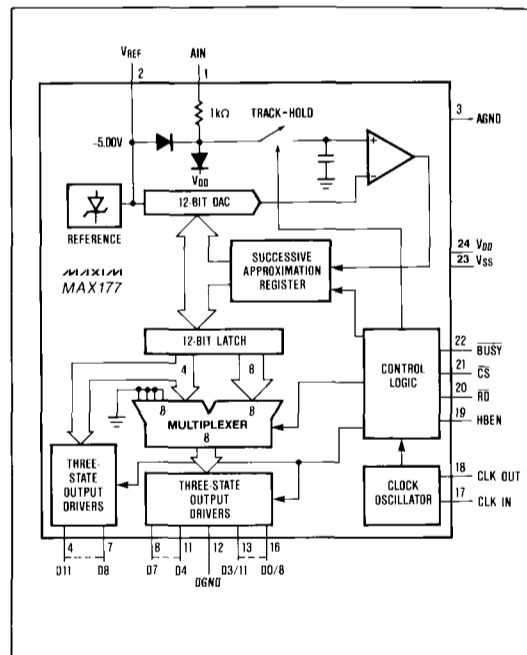 VREF
AIN
2
1
1kΩ
TRACK-HOLD
3
AGND
-5.00V
+
VDD
−
12-BIT DAC
REFERENCE
24
VDD
23
VSS
MAXIM
MAX177
SUCCESSIVE
APPROXIMATION
REGISTER
12-BIT LATCH
22
BUSY
4
8
CONTROL
LOGIC
21
CS
20
RD
8
8
19
HBEN
MULTIPLEXER
8
THREE-
STATE
OUTPUT
DRIVERS
THREE-STATE
OUTPUT
DRIVERS
CLOCK
OSCILLATOR
18
CLK OUT
17
CLK IN
4
7
8
11
12
13
16
D11
D8
D7
D4
DGND
D3/11
D0/8